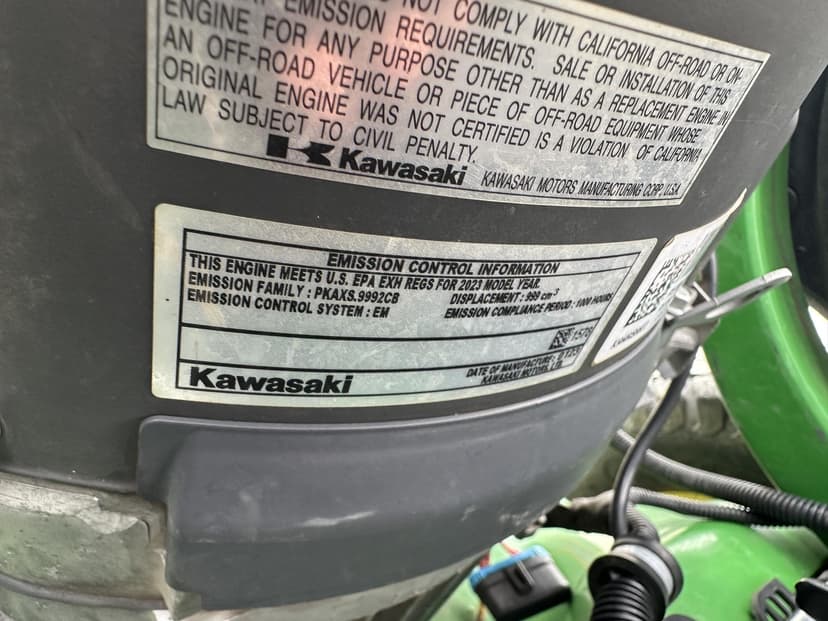 NOT COMPLY WITH CALIFORNIA OFF-ROAD OR ON-
EMISSION REQUIREMENTS. SALE OR INSTALLATION OF THIS
ENGINE FOR ANY PURPOSE OTHER THAN AS A REPLACEMENT ENGINE IN
AN OFF-ROAD VEHICLE OR PIECE OF OFF-ROAD EQUIPMENT WHOSE
ORIGINAL ENGINE WAS NOT CERTIFIED IS A VIOLATION OF CALIFORNIA
LAW SUBJECT TO CIVIL PENALTY.
Kawasaki KAWASAKI MOTORS MANUFACTURING CORP., U.S.A.
EMISSION CONTROL INFORMATION
THIS ENGINE MEETS U.S. EPA EXH REGS FOR 2023 MODEL YEAR.
EMISSION FAMILY : PKAXS.9992CB DISPLACEMENT : 999 cm³
EMISSION CONTROL SYSTEM : EM EMISSION COMPLIANCE PERIOD : 1000 HOURS
DATE OF MANUFACTURE :
Kawasaki KAWASAKI MOTORS, LTD.